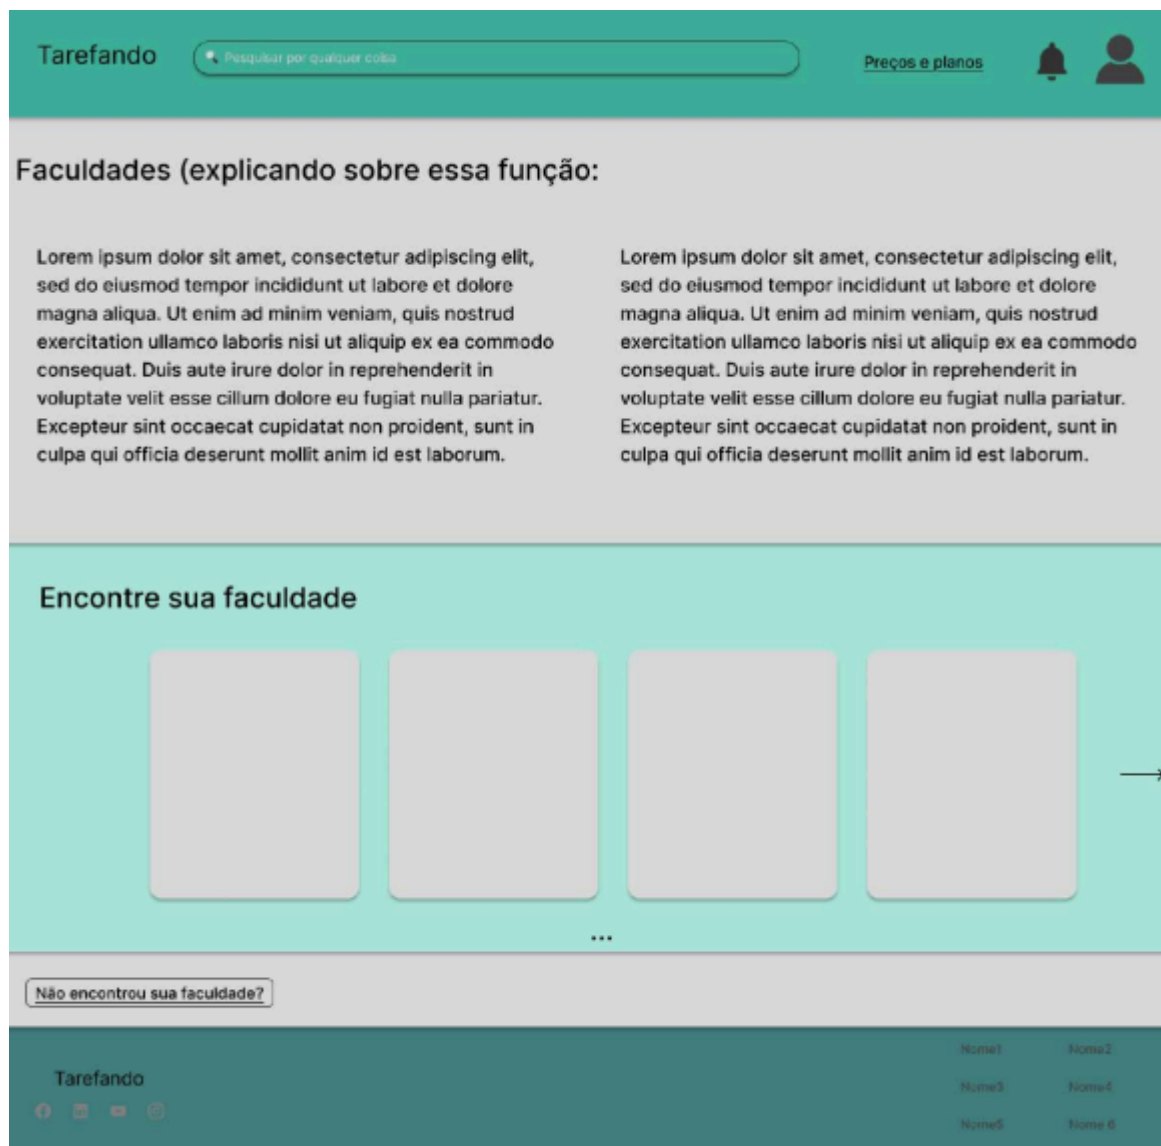 Tarefando
Pesquisar por qualquer coisa
Preços e planos
Faculdades (explicando sobre essa função:
Lorem ipsum dolor sit amet, consectetur adipiscing elit,
sed do eiusmod tempor incididunt ut labore et dolore
magna aliqua. Ut enim ad minim veniam, quis nostrud
exercitation ullamco laboris nisi ut aliquip ex ea commodo
consequat. Duis aute irure dolor in reprehenderit in
voluptate velit esse cillum dolore eu fugiat nulla pariatur.
Excepteur sint occaecat cupidatat non proident, sunt in
culpa qui officia deserunt mollit anim id est laborum.
Lorem ipsum dolor sit amet, consectetur adipiscing elit,
sed do eiusmod tempor incididunt ut labore et dolore
magna aliqua. Ut enim ad minim veniam, quis nostrud
exercitation ullamco laboris nisi ut aliquip ex ea commodo
consequat. Duis aute irure dolor in reprehenderit in
voluptate velit esse cillum dolore eu fugiat nulla pariatur.
Excepteur sint occaecat cupidatat non proident, sunt in
culpa qui officia deserunt mollit anim id est laborum.
Encontre sua faculdade
...
Não encontrou sua faculdade?
Tarefando
Nome1 Nome2
Nome3 Nome4
Nome5 Nome 6